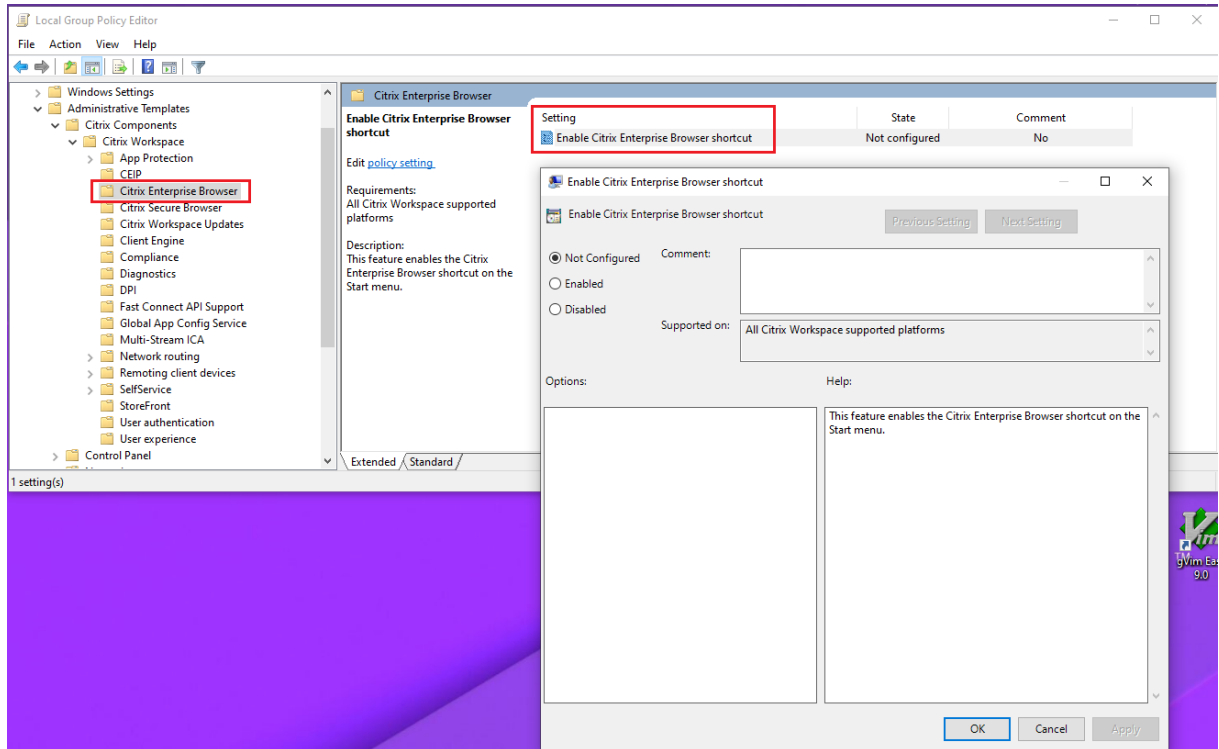 Local Group Policy Editor
File Action View Help
Windows Settings
Administrative Templates
Citrix Components
Citrix Workspace
App Protection
CEIP
Citrix Enterprise Browser
Citrix Secure Browser
Citrix Workspace Updates
Client Engine
Compliance
Diagnostics
DPI
Fast Connect API Support
Global App Config Service
Multi-Stream ICA
Network routing
Remoting client devices
SelfService
StoreFront
User authentication
User experience
Control Panel
Citrix Enterprise Browser
Enable Citrix Enterprise Browser
shortcut
Edit policy setting
Requirements:
All Citrix Workspace supported
platforms
Description:
This feature enables the Citrix
Enterprise Browser shortcut on the
Start menu.
Setting State Comment
Enable Citrix Enterprise Browser shortcut Not configured No
Extended Standard
1 setting(s)
Enable Citrix Enterprise Browser shortcut
Enable Citrix Enterprise Browser shortcut
Previous Setting Next Setting
Not Configured Comment:
Enabled
Disabled
Supported on: All Citrix Workspace supported platforms
Options: Help:
This feature enables the Citrix Enterprise Browser shortcut on the
Start menu.
OK Cancel Apply
Vim
TM
gVim Eas
9.0